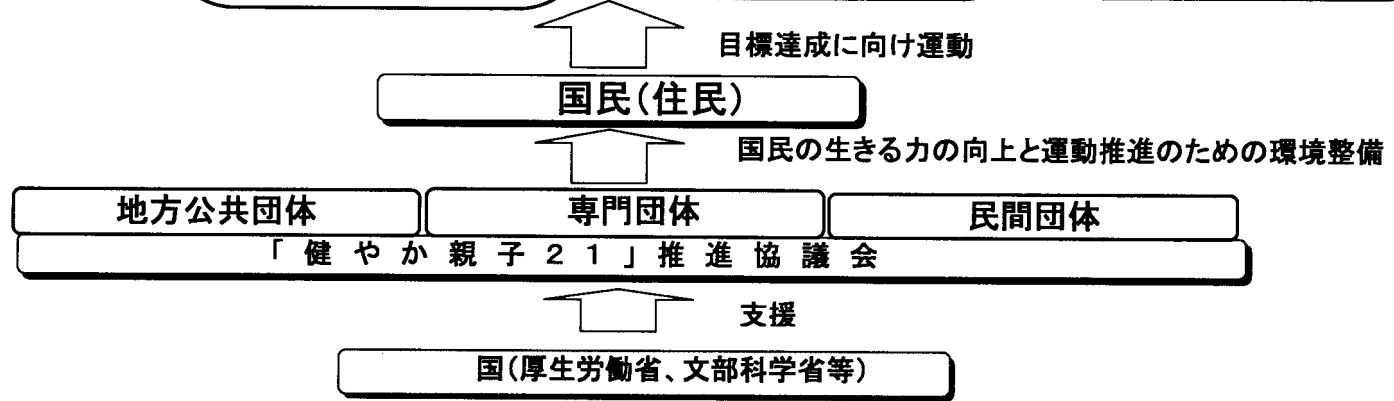 目標達成に向け運動
国民(住民)
国民の生きる力の向上と運動推進のための環境整備
地方公共団体 専門団体 民間団体
「健やか親子21」推進協議会
支援
国(厚生労働省、文部科学省等)